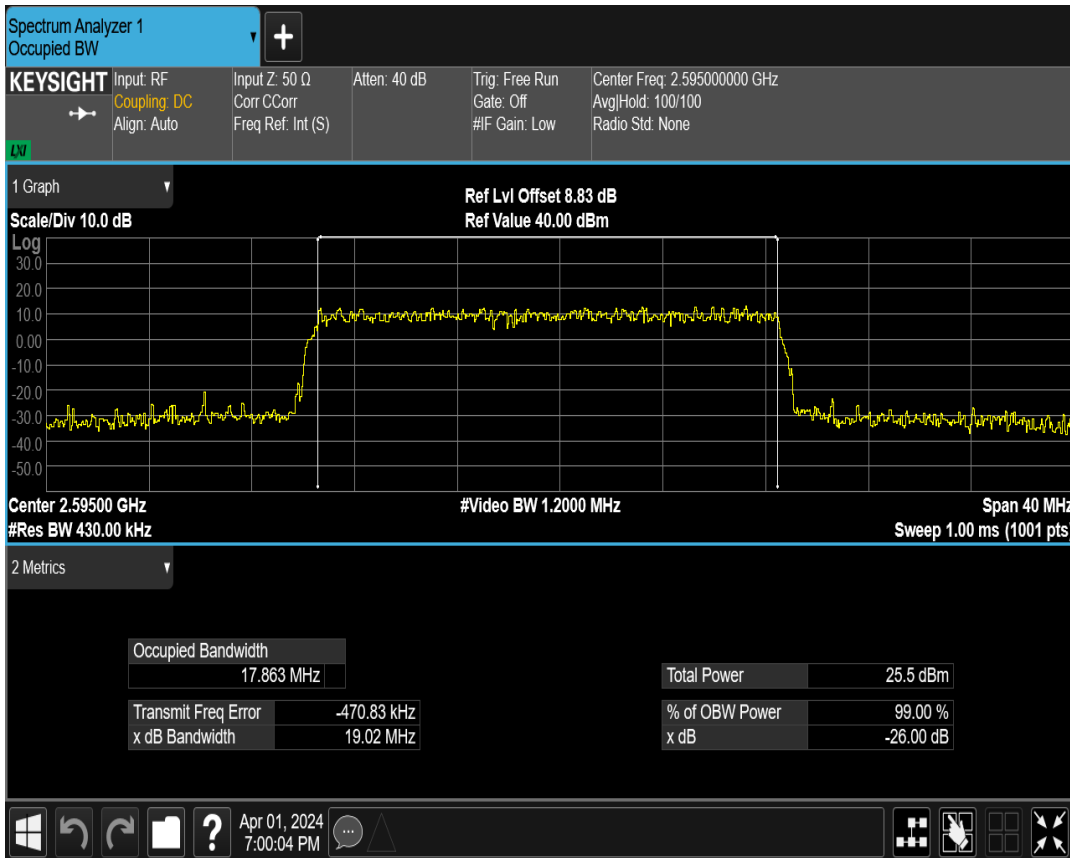 Spectrum Analyzer 1
Occupied BW
+
KEYSIGHT
LXI
Input: RF
Coupling: DC
Align: Auto
Input Z: 50 Ω
Corr CCorr
Freq Ref: Int (S)
Atten: 40 dB
Trig: Free Run
Gate: Off
#IF Gain: Low
Center Freq: 2.595000000 GHz
Avg|Hold: 100/100
Radio Std: None
1 Graph
Scale/Div 10.0 dB
Ref Lvl Offset 8.83 dB
Ref Value 40.00 dBm
Log
30.0
20.0
10.0
0.00
-10.0
-20.0
-30.0
-40.0
-50.0
Center 2.59500 GHz
#Video BW 1.2000 MHz
Span 40 MHz
#Res BW 430.00 kHz
Sweep 1.00 ms (1001 pts)
2 Metrics
Occupied Bandwidth
17.863 MHz
Transmit Freq Error -470.83 kHz
x dB Bandwidth 19.02 MHz
Total Power 25.5 dBm
% of OBW Power 99.00 %
x dB -26.00 dB
?
Apr 01, 2024
7:00:04 PM